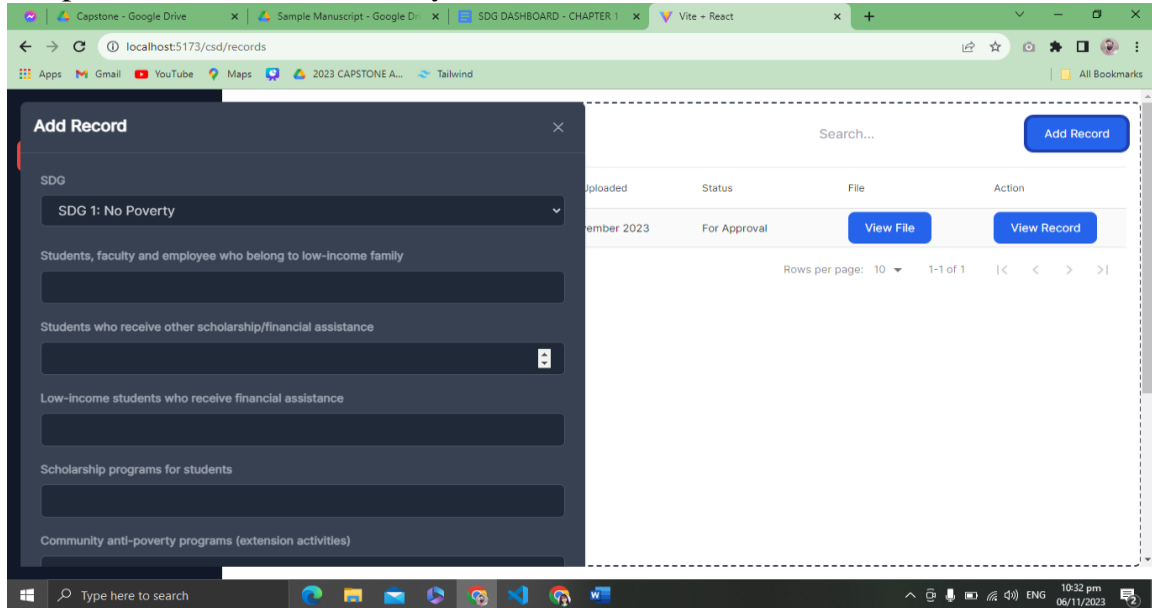 Capstone - Google Drive
Sample Manuscript - Google Dri
SDG DASHBOARD - CHAPTER 1
Vite + React
localhost:5173/csd/records
Apps
Gmail
YouTube
Maps
2023 CAPSTONE A...
Tailwind
All Bookmarks
Add Record
Search...
Add Record
SDG
SDG 1: No Poverty
Uploaded
Status
File
Action
ember 2023
For Approval
View File
View Record
Rows per page: 10
1-1 of 1
Students, faculty and employee who belong to low-income family
Students who receive other scholarship/financial assistance
Low-income students who receive financial assistance
Scholarship programs for students
Community anti-poverty programs (extension activities)
Type here to search
ENG
10:32 pm
06/11/2023
2